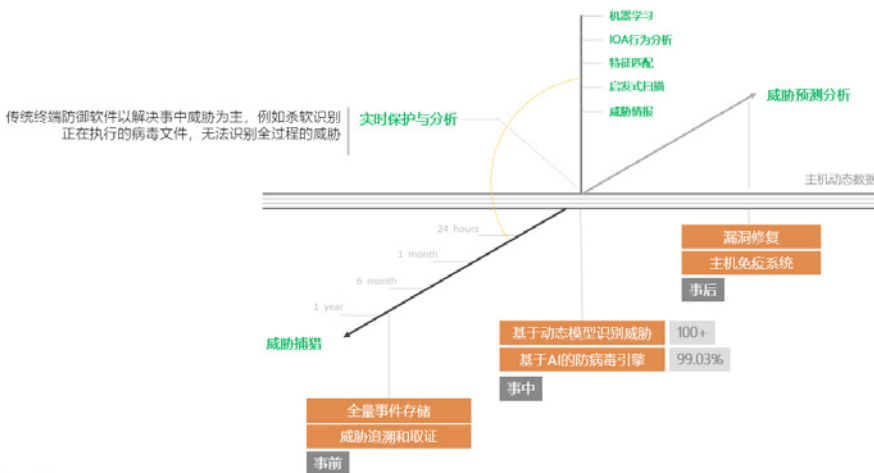 机器学习
IOA行为分析
特征匹配
启发式扫描
威胁情报
威胁预测分析
传统终端防御软件以解决事中威胁为主，例如杀软识别
正在执行的病毒文件，无法识别全过程的威胁
实时保护与分析
主机动态数据
24 hours
1 month
6 month
1 year
威胁捕猎
漏洞修复
主机免疫系统
事后
基于动态模型识别威胁 100+
基于AI的防病毒引擎 99.03%
事中
全量事件存储
威胁追溯和取证
事前